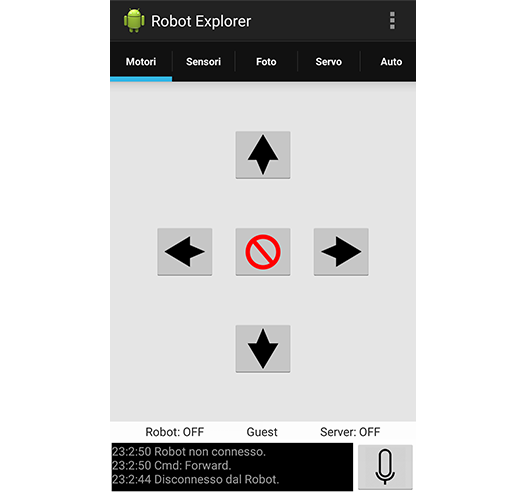 Robot Explorer
Motori Sensori Foto Servo Auto
Robot: OFF Guest Server: OFF
23:2:50 Robot non connesso.
23:2:50 Cmd: Forward.
23:2:44 Disconnesso dal Robot.